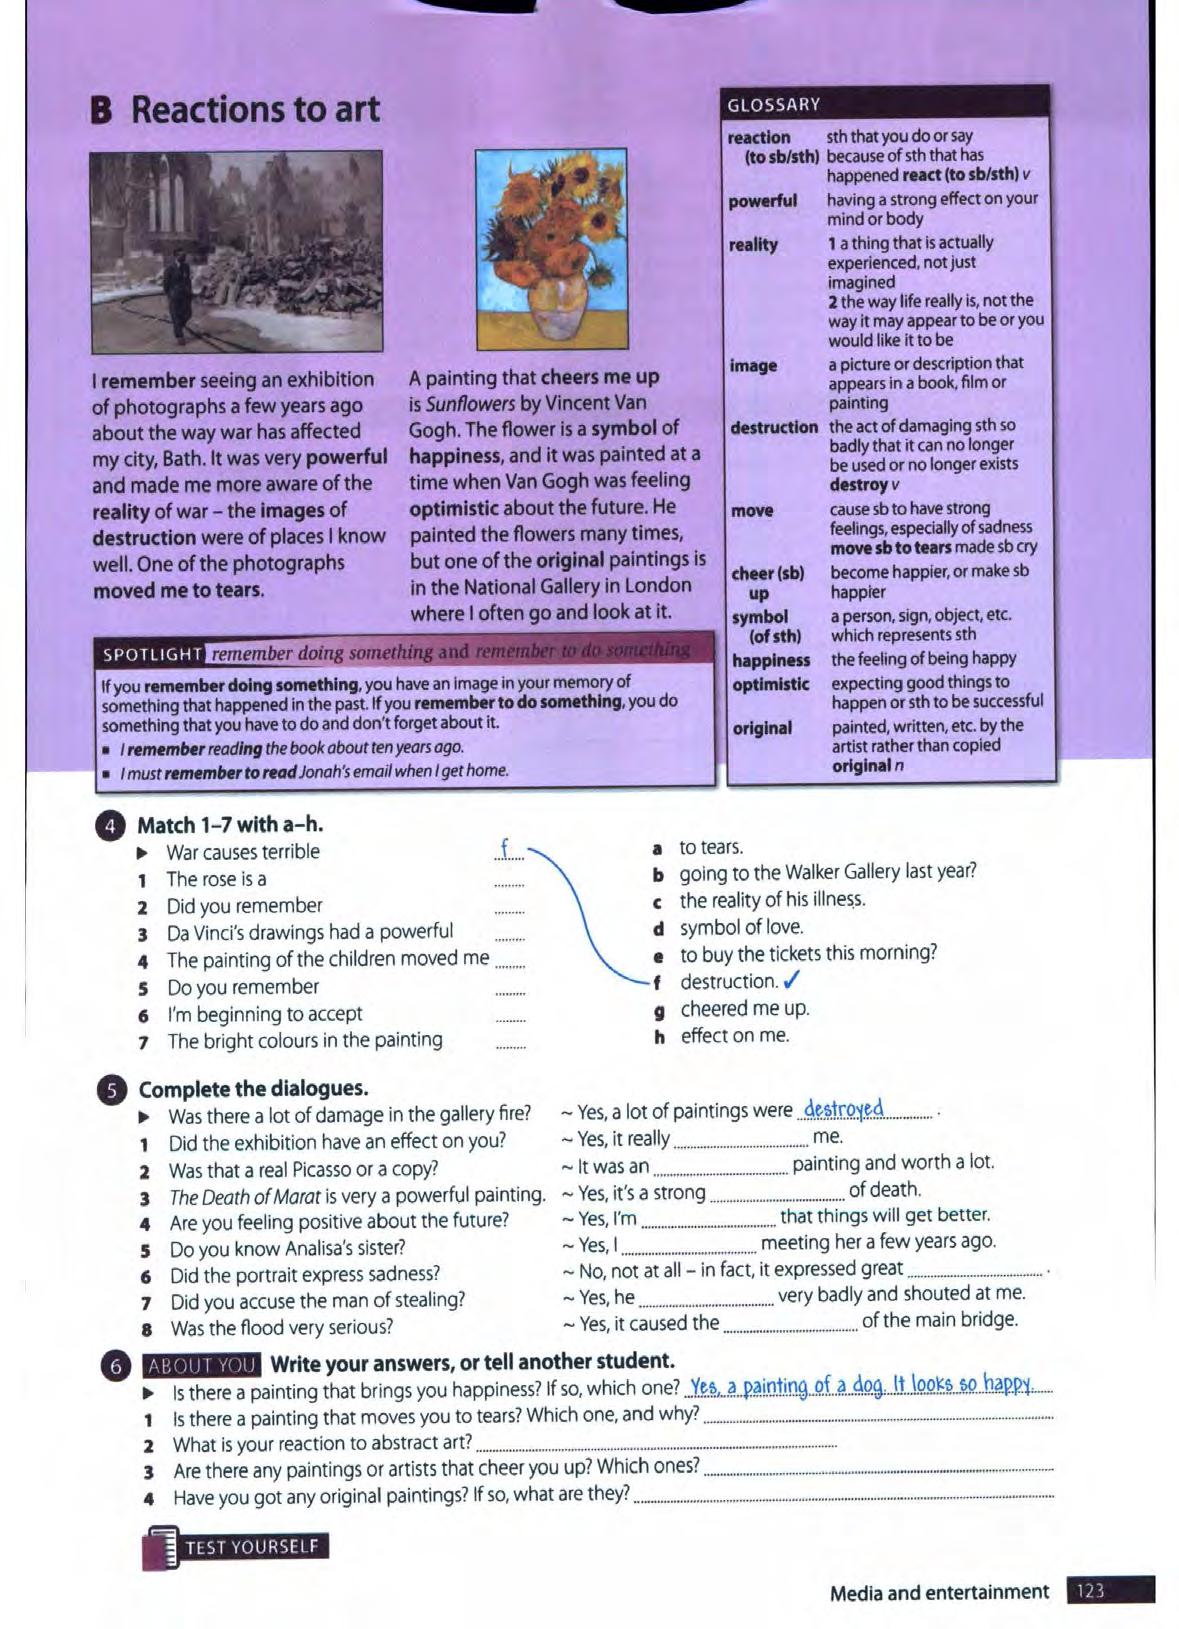 B Reactions to art
I remember seeing an exhibition
of photographs a few years ago
about the way war has affected
my city, Bath. It was very powerful
and made me more aware of the
reality of war – the images of
destruction were of places I know
well. One of the photographs
moved me to tears.
A painting that cheers me up
is Sunflowers by Vincent Van
Gogh. The flower is a symbol of
happiness, and it was painted at a
time when Van Gogh was feeling
optimistic about the future. He
painted the flowers many times,
but one of the original paintings is
in the National Gallery in London
where I often go and look at it.
GLOSSARY
reaction sth that you do or say
(to sb/sth) because of sth that has
happened react (to sb/sth) v
powerful having a strong effect on your
mind or body
reality 1 a thing that is actually
experienced, not just
imagined
2 the way life really is, not the
way it may appear to be or you
would like it to be
image a picture or description that
appears in a book, film or
painting
destruction the act of damaging sth so
badly that it can no longer
be used or no longer exists
destroy v
move cause sb to have strong
feelings, especially of sadness
move sb to tears made sb cry
cheer (sb) become happier, or make sb
up happier
symbol a person, sign, object, etc.
(of sth) which represents sth
happiness the feeling of being happy
optimistic expecting good things to
happen or sth to be successful
original painted, written, etc. by the
artist rather than copied
original n
SPOTLIGHT remember doing something and remember to do something
If you remember doing something, you have an image in your memory of
something that happened in the past. If you remember to do something, you do
something that you have to do and don't forget about it.
▪ I remember reading the book about ten years ago.
▪ I must remember to read Jonah's email when I get home.
4 Match 1–7 with a–h.
▶ War causes terrible ...f......
1 The rose is a .........
2 Did you remember .........
3 Da Vinci's drawings had a powerful .........
4 The painting of the children moved me .........
5 Do you remember .........
6 I'm beginning to accept .........
7 The bright colours in the painting .........
a to tears.
b going to the Walker Gallery last year?
c the reality of his illness.
d symbol of love.
e to buy the tickets this morning?
f destruction. ✓
g cheered me up.
h effect on me.
5 Complete the dialogues.
▶ Was there a lot of damage in the gallery fire? ~ Yes, a lot of paintings were destroyed .
1 Did the exhibition have an effect on you? ~ Yes, it really .................... me.
2 Was that a real Picasso or a copy? ~ It was an .................... painting and worth a lot.
3 The Death of Marat is very a powerful painting. ~ Yes, it's a strong .................... of death.
4 Are you feeling positive about the future? ~ Yes, I'm .................... that things will get better.
5 Do you know Analisa's sister? ~ Yes, I .................... meeting her a few years ago.
6 Did the portrait express sadness? ~ No, not at all – in fact, it expressed great .................... .
7 Did you accuse the man of stealing? ~ Yes, he .................... very badly and shouted at me.
8 Was the flood very serious? ~ Yes, it caused the .................... of the main bridge.
6 ABOUT YOU Write your answers, or tell another student.
▶ Is there a painting that brings you happiness? If so, which one? Yes, a painting of a dog. It looks so happy.
1 Is there a painting that moves you to tears? Which one, and why? ....................
2 What is your reaction to abstract art? ....................
3 Are there any paintings or artists that cheer you up? Which ones? ....................
4 Have you got any original paintings? If so, what are they? ....................
TEST YOURSELF
Media and entertainment 123